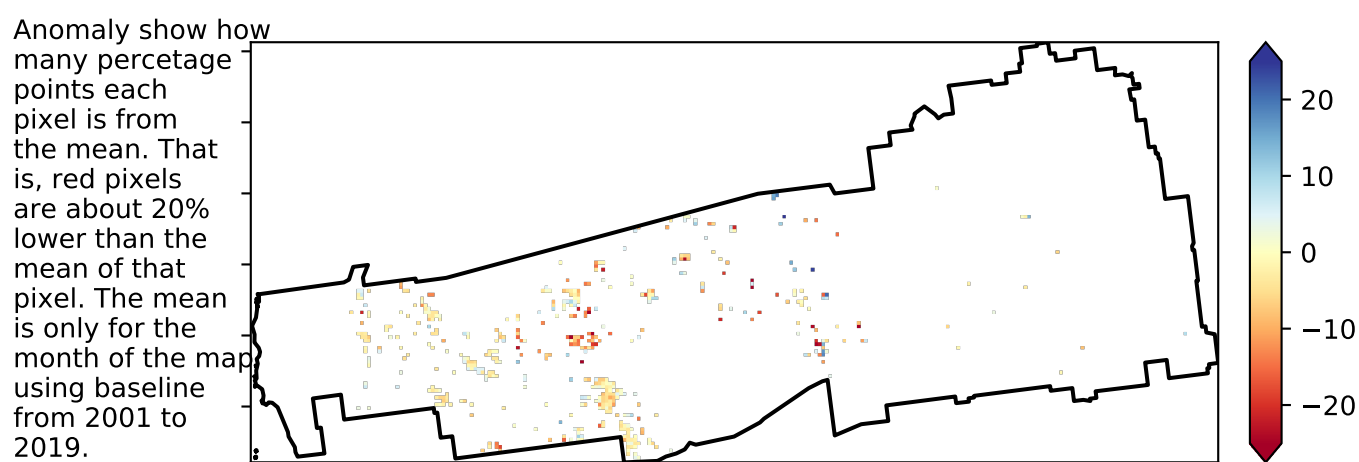 Anomaly show how
many percetage
points each
pixel is from
the mean. That
is, red pixels
are about 20%
lower than the
mean of that
pixel. The mean
is only for the
month of the map
using baseline
from 2001 to
2019.
20
10
0
−10
−20